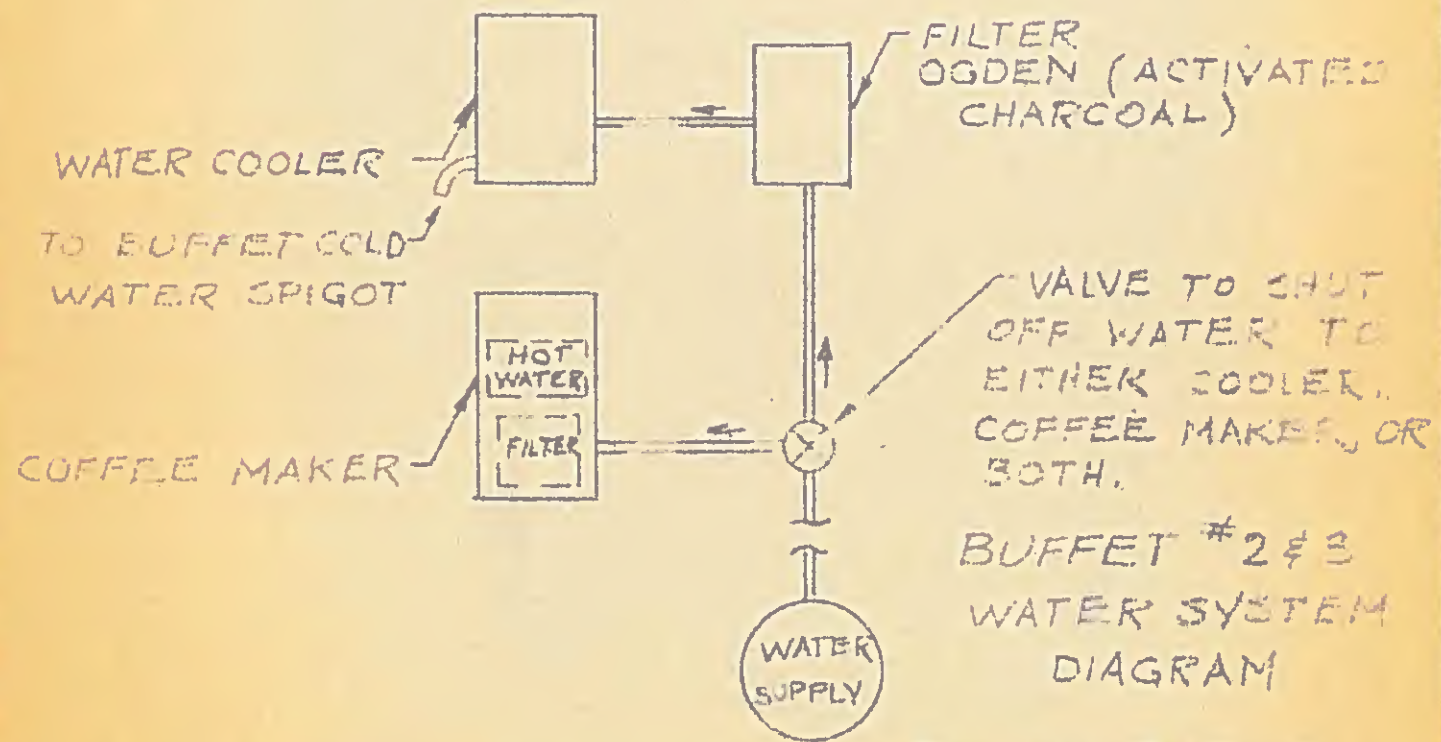 FILTER
OGDEN (ACTIVATED
CHARCOAL)
WATER COOLER
TO BUFFET COLD
WATER SPIGOT
HOT
WATER
FILTER
COFFEE MAKER
VALVE TO SHUT
OFF WATER TO
EITHER COOLER,
COFFEE MAKER, OR
BOTH.
WATER
SUPPLY
BUFFET #2 & 3
WATER SYSTEM
DIAGRAM